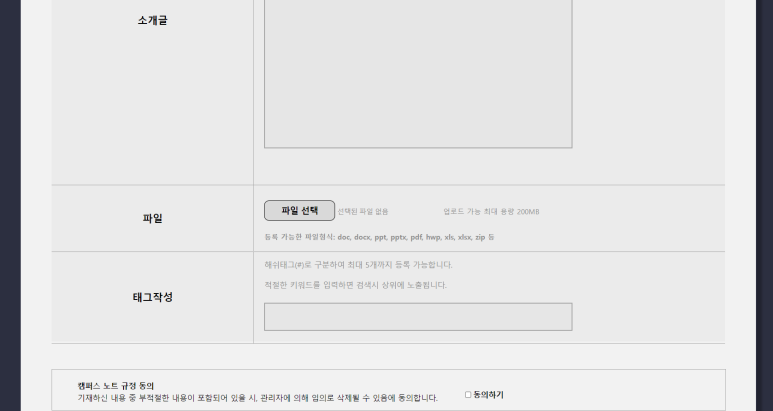 소개글
파일
파일 선택 선택된 파일 없음 업로드 가능 최대 용량 200MB
등록 가능한 파일형식: doc, docx, ppt, pptx, pdf, hwp, xls, xlsx, zip 등
태그작성
해쉬태그(#)로 구분하여 최대 5개까지 등록 가능합니다.
적절한 키워드를 입력하면 검색시 상위에 노출됩니다.
캠퍼스 노트 규정 동의
기재하신 내용 중 부적절한 내용이 포함되어 있을 시, 관리자에 의해 임의로 삭제될 수 있음에 동의합니다.
동의하기